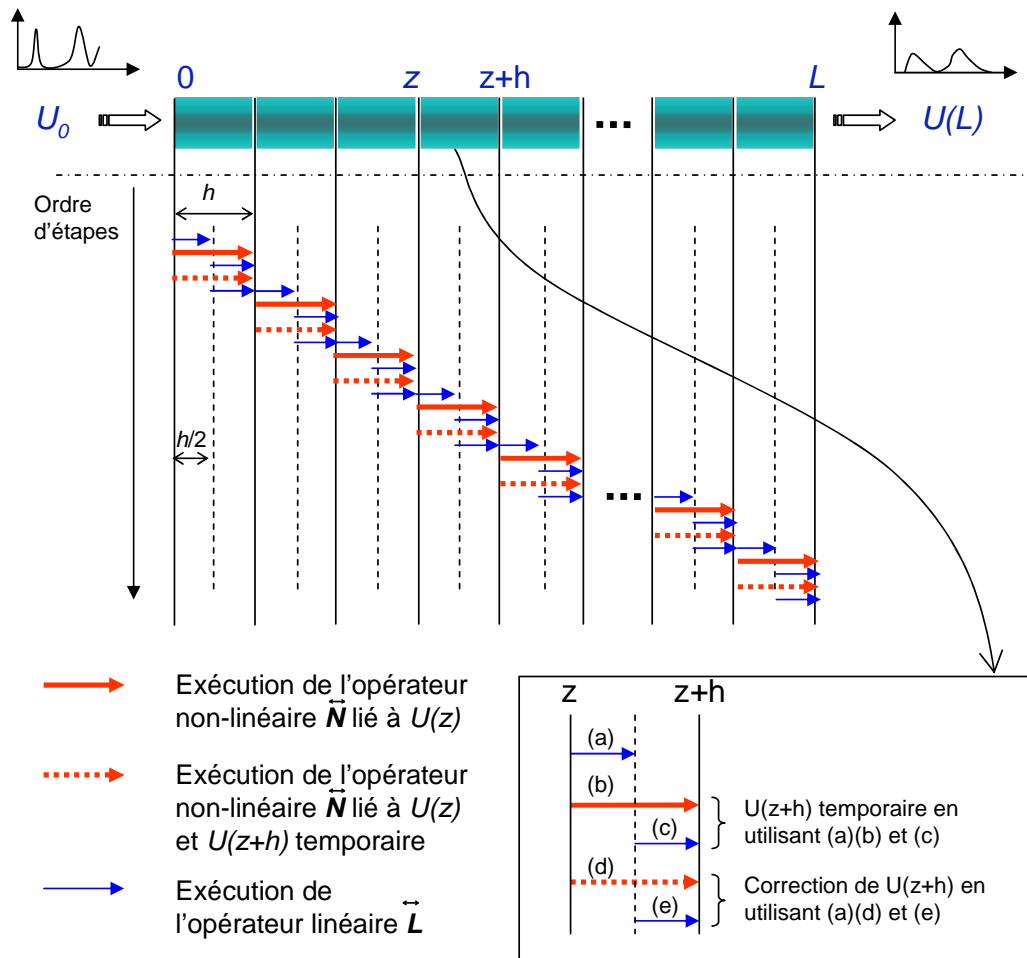 0
z
z+h
L
U0
U(L)
Ordre
d'étapes
h
h/2
Exécution de l'opérateur
non-linéaire N lié à U(z)
Exécution de l'opérateur
non-linéaire N lié à U(z)
et U(z+h) temporaire
Exécution de
l'opérateur linéaire L
z
z+h
(a)
(b)
(c)
(d)
(e)
U(z+h) temporaire en
utilisant (a)(b) et (c)
Correction de U(z+h) en
utilisant (a)(d) et (e)